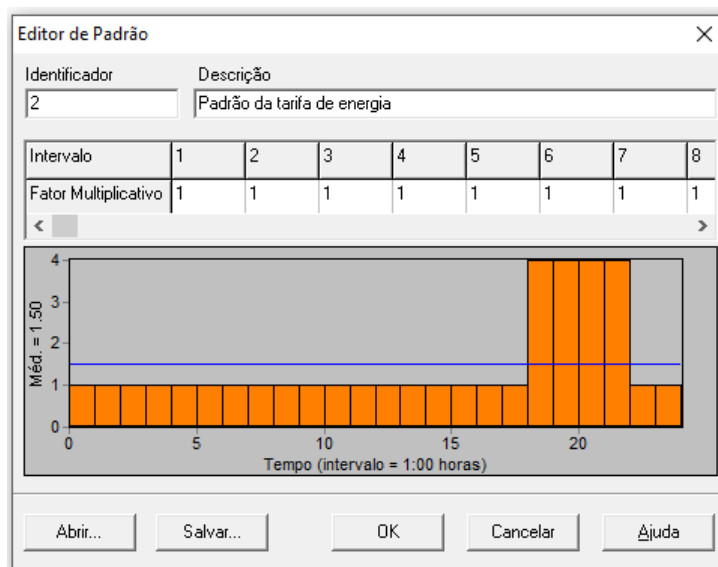 Editor de Padrão
Identificador Descrição
2 Padrão da tarifa de energia
Intervalo 1 2 3 4 5 6 7 8
Fator Multiplicativo 1 1 1 1 1 1 1 1
4
3
2
1
0
Méd. = 1.50
0 5 10 15 20
Tempo (intervalo = 1:00 horas)
Abrir... Salvar... OK Cancelar Ajuda